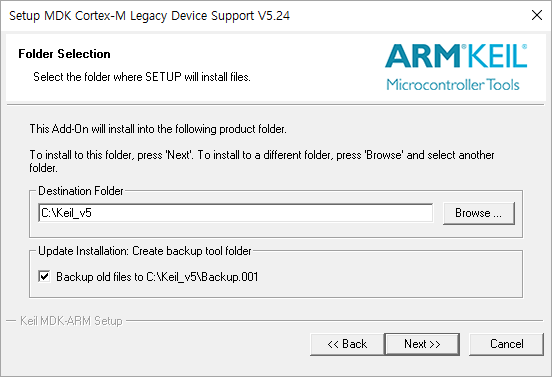 Setup MDK Cortex-M Legacy Device Support V5.24
Folder Selection
Select the folder where SETUP will install files.
ARM®KEIL®
Microcontroller Tools
This Add-On will install into the following product folder.
To install to this folder, press 'Next'. To install to a different folder, press 'Browse' and select another
folder.
Destination Folder
C:\Keil_v5
Browse ...
Update Installation: Create backup tool folder
Backup old files to C:\Keil_v5\Backup.001
Keil MDK-ARM Setup
<< Back
Next >>
Cancel